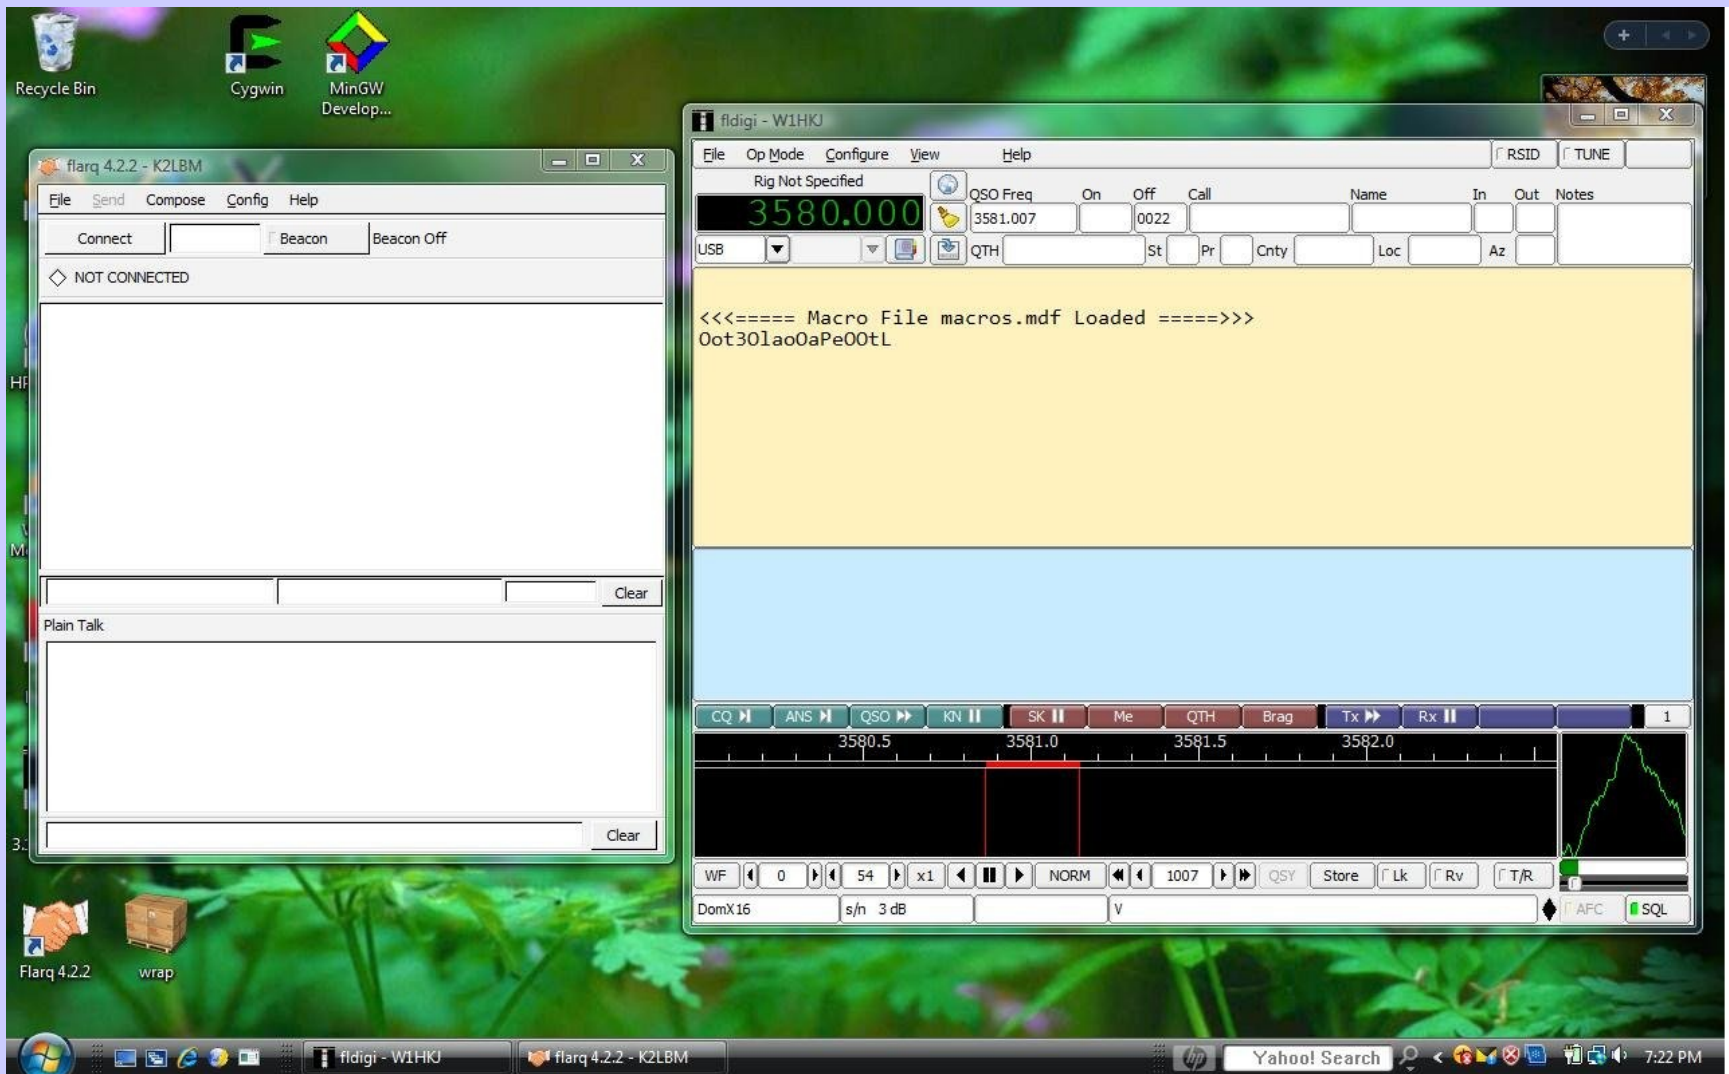 Recycle Bin
Cygwin
MinGW
Develop...
flarq 4.2.2 - K2LBM
File Send Compose Config Help
Connect Beacon Beacon Off
NOT CONNECTED
Clear
Plain Talk
Clear
fldigi - W1HKJ
File Op Mode Configure View Help RSID TUNE
Rig Not Specified
3580.000
QSO Freq On Off Call Name In Out Notes
3581.007 0022
USB QTH St Pr Cnty Loc Az
<<<===== Macro File macros.mdf Loaded =====>>>
Oot3OlaoOaPeOOtL
CQ ANS QSO KN SK Me QTH Brag Tx Rx 1
3580.5 3581.0 3581.5 3582.0
WF 0 54 x1 NORM 1007 QSY Store Lk Rv T/R
DomX16 s/n 3 dB V AFC SQL
HP
Flarq 4.2.2
wrap
fldigi - W1HKJ
flarq 4.2.2 - K2LBM
hp
Yahoo! Search
7:22 PM